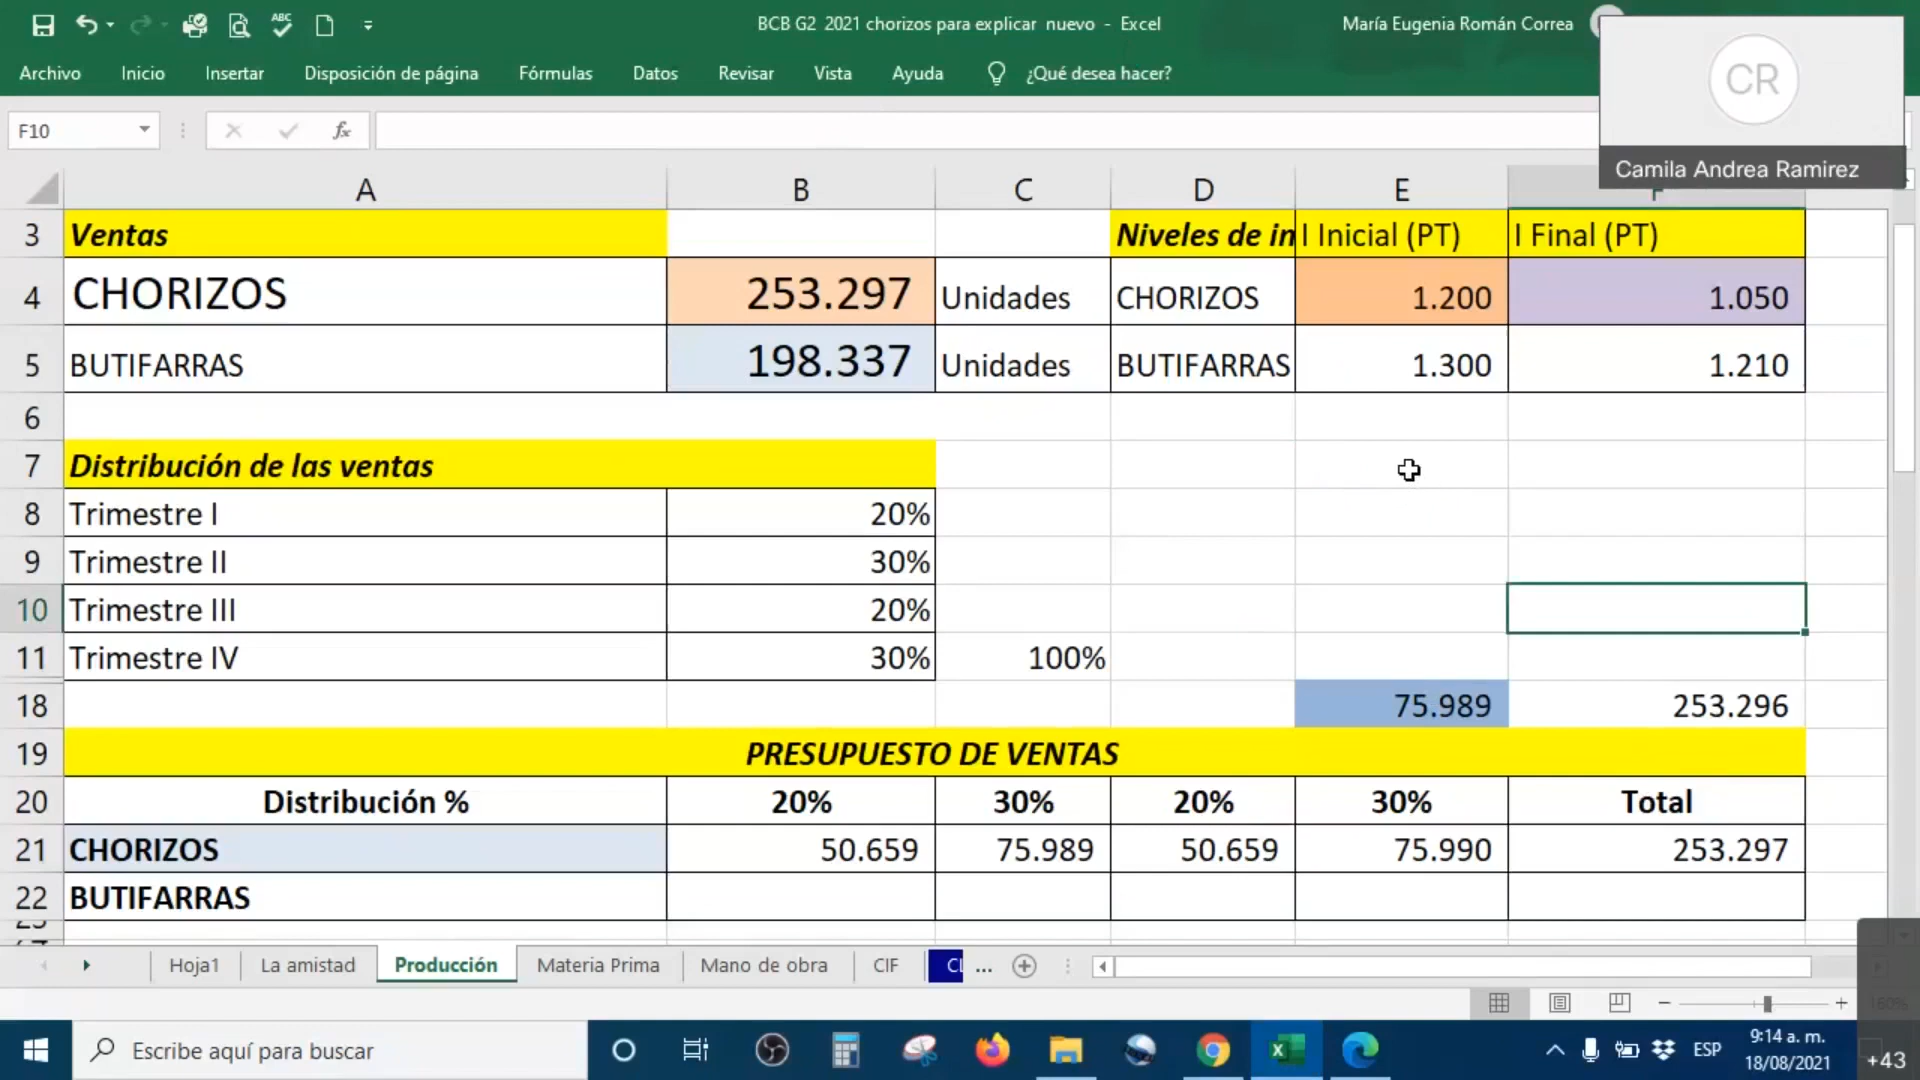 ABC
BCB G2 2021 chorizos para explicar nuevo - Excel
María Eugenia Román Correa
Archivo Inicio Insertar Disposición de página Fórmulas Datos Revisar Vista Ayuda ¿Qué desea hacer?
CR
Camila Andrea Ramirez
F10 fx
A B C D E
3 Ventas Niveles de in I Inicial (PT) I Final (PT)
4 CHORIZOS 253.297 Unidades CHORIZOS 1.200 1.050
5 BUTIFARRAS 198.337 Unidades BUTIFARRAS 1.300 1.210
6
7 Distribución de las ventas
8 Trimestre I 20%
9 Trimestre II 30%
10 Trimestre III 20%
11 Trimestre IV 30% 100%
18 75.989 253.296
19 PRESUPUESTO DE VENTAS
20 Distribución % 20% 30% 20% 30% Total
21 CHORIZOS 50.659 75.989 50.659 75.990 253.297
22 BUTIFARRAS
Hoja1 La amistad Producción Materia Prima Mano de obra CIF CL ...
Escribe aquí para buscar
ESP
9:14 a. m.
18/08/2021
+43